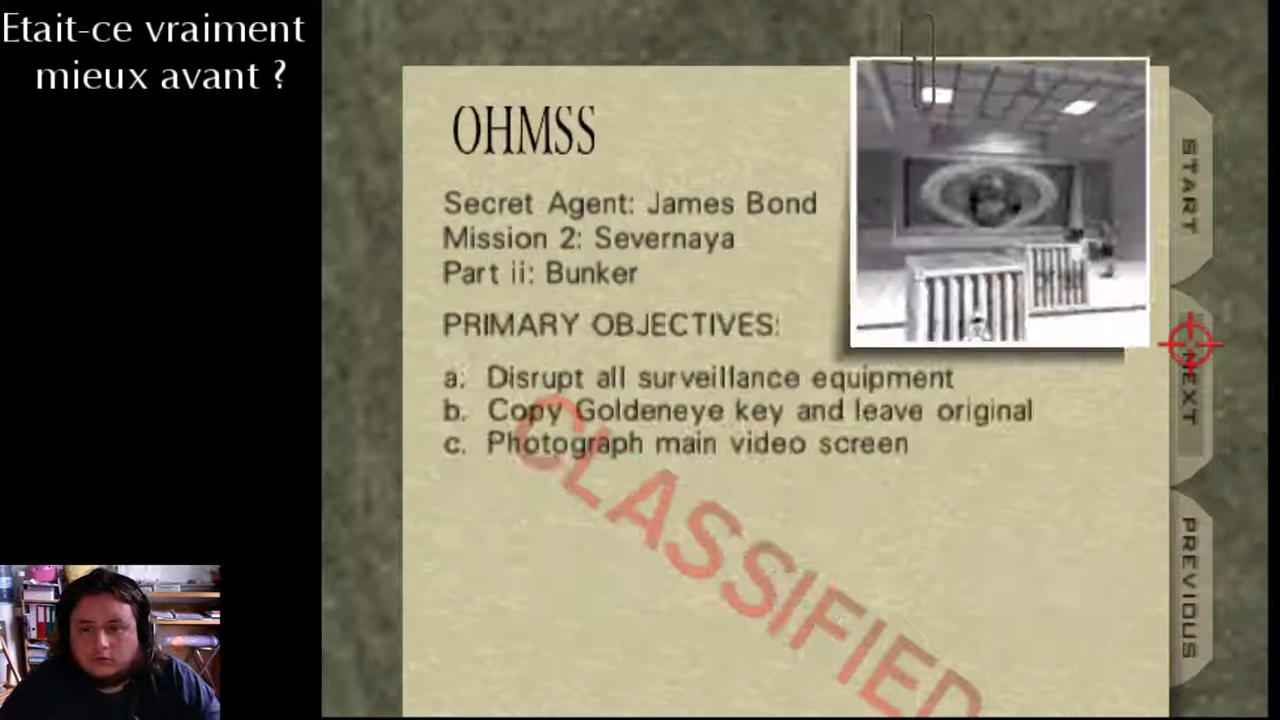 Etait-ce vraiment
mieux avant ?
OHMSS
Secret Agent: James Bond
Mission 2: Severnaya
Part ii: Bunker
PRIMARY OBJECTIVES:
a. Disrupt all surveillance equipment
b. Copy Goldeneye key and leave original
c. Photograph main video screen
CLASSIFIED
START
NEXT
PREVIOUS